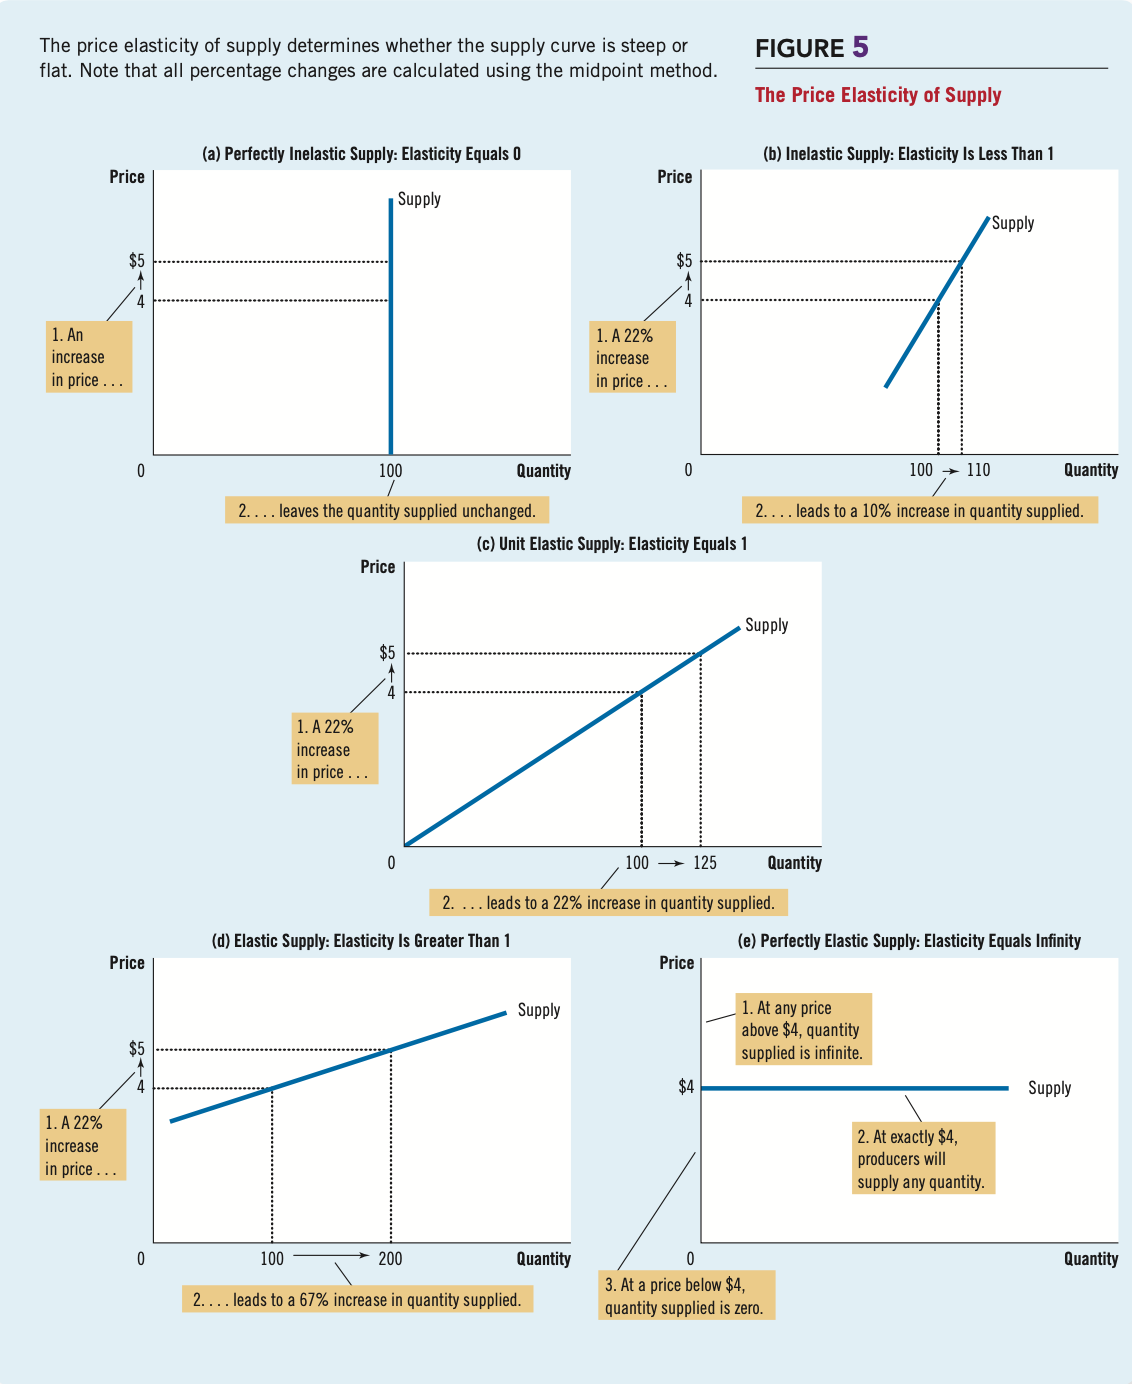 The price elasticity of supply determines whether the supply curve is steep or
flat. Note that all percentage changes are calculated using the midpoint method.
FIGURE 5
The Price Elasticity of Supply
(a) Perfectly Inelastic Supply: Elasticity Equals 0
Price
Supply
$5
4
1. An
increase
in price . . .
0
100
Quantity
2. . . . leaves the quantity supplied unchanged.
(b) Inelastic Supply: Elasticity Is Less Than 1
Price
Supply
$5
4
1. A 22%
increase
in price . . .
0
100
110
Quantity
2. . . . leads to a 10% increase in quantity supplied.
(c) Unit Elastic Supply: Elasticity Equals 1
Price
Supply
$5
4
1. A 22%
increase
in price . . .
0
100
125
Quantity
2. . . . leads to a 22% increase in quantity supplied.
(d) Elastic Supply: Elasticity Is Greater Than 1
Price
Supply
$5
4
1. A 22%
increase
in price . . .
0
100
200
Quantity
2. . . . leads to a 67% increase in quantity supplied.
(e) Perfectly Elastic Supply: Elasticity Equals Infinity
Price
1. At any price
above $4, quantity
supplied is infinite.
$4
Supply
2. At exactly $4,
producers will
supply any quantity.
0
Quantity
3. At a price below $4,
quantity supplied is zero.